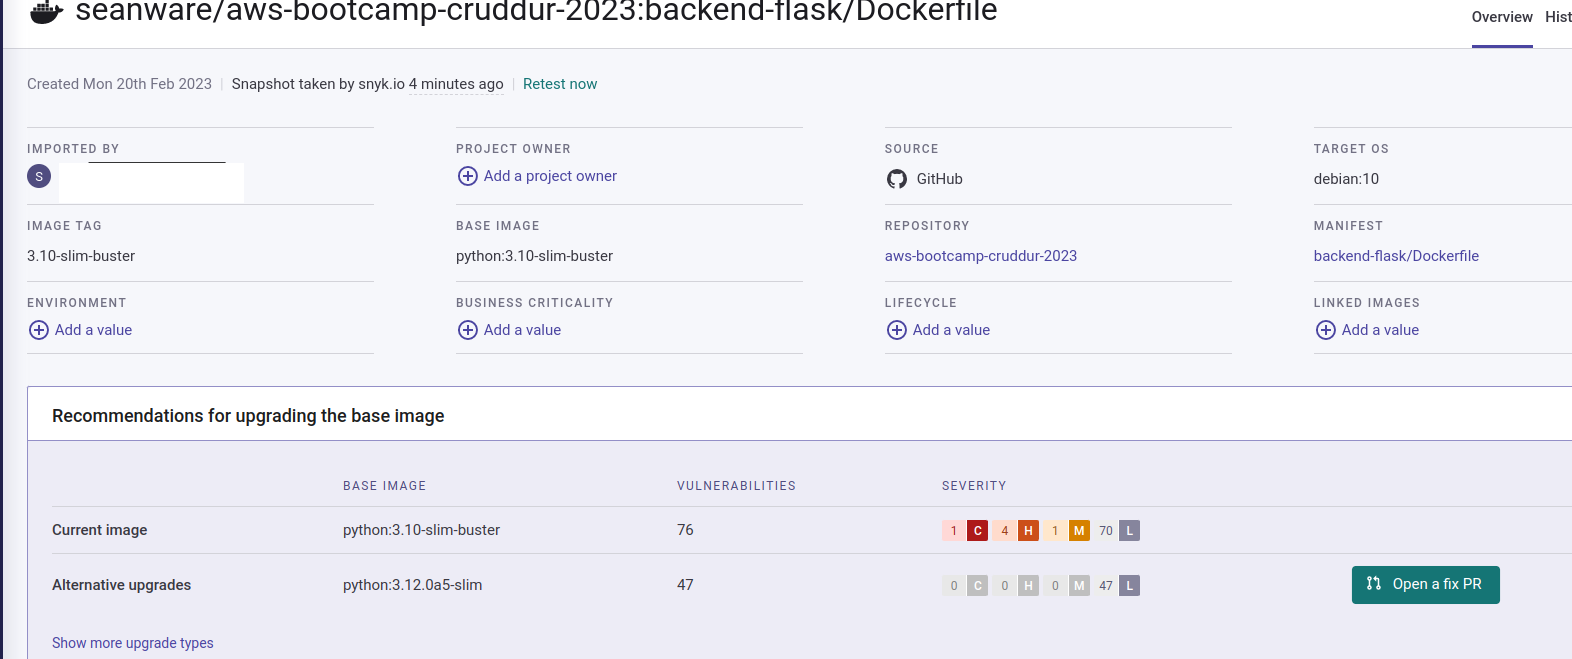 seanware/aws-bootcamp-cruddur-2023:backend-flask/Dockerfile
Overview Hist
Created Mon 20th Feb 2023 | Snapshot taken by snyk.io 4 minutes ago | Retest now
IMPORTED BY PROJECT OWNER SOURCE TARGET OS
S Add a project owner GitHub debian:10
IMAGE TAG BASE IMAGE REPOSITORY MANIFEST
3.10-slim-buster python:3.10-slim-buster aws-bootcamp-cruddur-2023 backend-flask/Dockerfile
ENVIRONMENT BUSINESS CRITICALITY LIFECYCLE LINKED IMAGES
Add a value Add a value Add a value Add a value
Recommendations for upgrading the base image
BASE IMAGE VULNERABILITIES SEVERITY
Current image python:3.10-slim-buster 76 1 C 4 H 1 M 70 L
Alternative upgrades python:3.12.0a5-slim 47 0 C 0 H 0 M 47 L Open a fix PR
Show more upgrade types